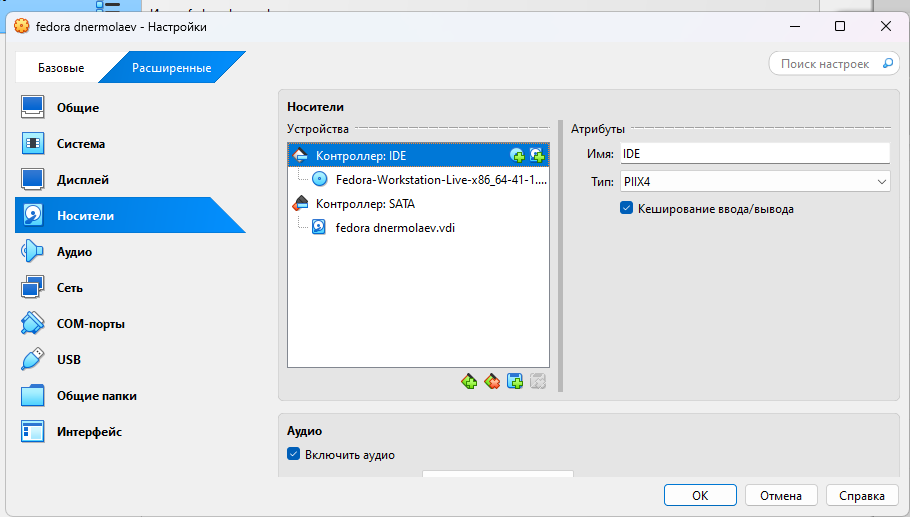 fedora dnermolaev - Настройки
Базовые
Расширенные
Поиск настроек
Общие
Система
Дисплей
Носители
Аудио
Сеть
COM-порты
USB
Общие папки
Интерфейс
Носители
Устройства
Контроллер: IDE
Fedora-Workstation-Live-x86_64-41-1....
Контроллер: SATA
fedora dnermolaev.vdi
Атрибуты
Имя: IDE
Тип: PIIX4
Кеширование ввода/вывода
Аудио
Включить аудио
OK
Отмена
Справка